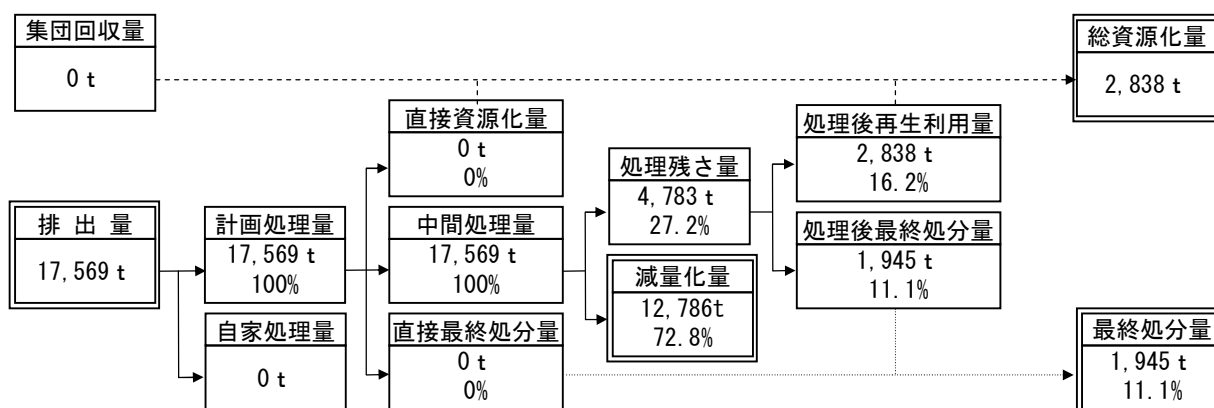 集団回収量
0 t
総資源化量
2,838 t
直接資源化量
0 t
0%
処理後再生利用量
2,838 t
16.2%
処理残さ量
4,783 t
27.2%
排 出 量
17,569 t
計画処理量
17,569 t
100%
中間処理量
17,569 t
100%
処理後最終処分量
1,945 t
11.1%
減量化量
12,786t
72.8%
自家処理量
0 t
直接最終処分量
0 t
0%
最終処分量
1,945 t
11.1%